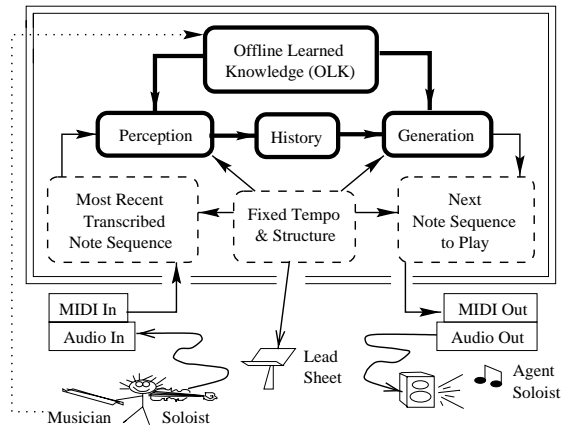 Offline Learned
Knowledge (OLK)
Perception
History
Generation
Most Recent
Transcribed
Note Sequence
Fixed Tempo
& Structure
Next
Note Sequence
to Play
MIDI In
Audio In
MIDI Out
Audio Out
Lead
Sheet
Agent
Soloist
Musician
Soloist